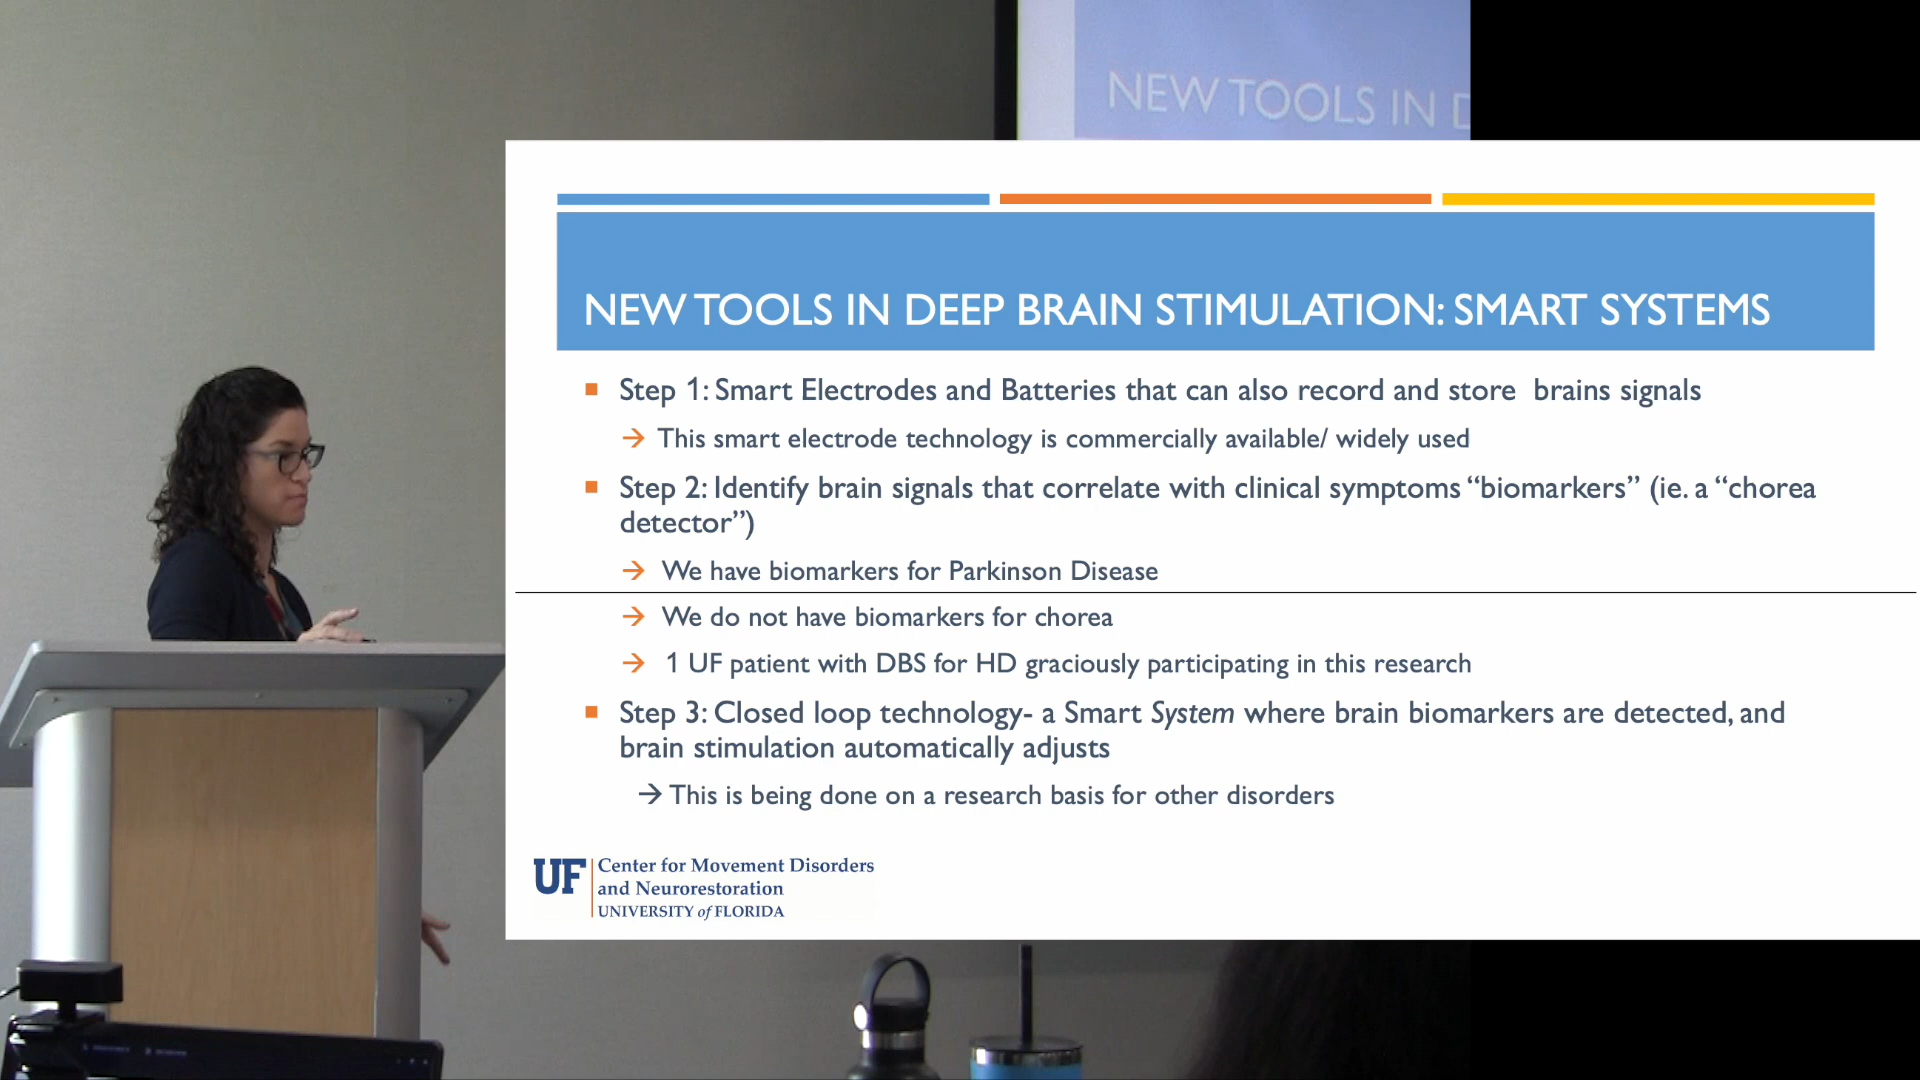 NEW TOOLS IN D
NEW TOOLS IN DEEP BRAIN STIMULATION: SMART SYSTEMS
Step 1: Smart Electrodes and Batteries that can also record and store brains signals
→ This smart electrode technology is commercially available/ widely used
Step 2: Identify brain signals that correlate with clinical symptoms “biomarkers” (ie. a “chorea
detector”)
→ We have biomarkers for Parkinson Disease
→ We do not have biomarkers for chorea
→ 1 UF patient with DBS for HD graciously participating in this research
Step 3: Closed loop technology- a Smart System where brain biomarkers are detected, and
brain stimulation automatically adjusts
→ This is being done on a research basis for other disorders
UF
Center for Movement Disorders
and Neurorestoration
UNIVERSITY of FLORIDA